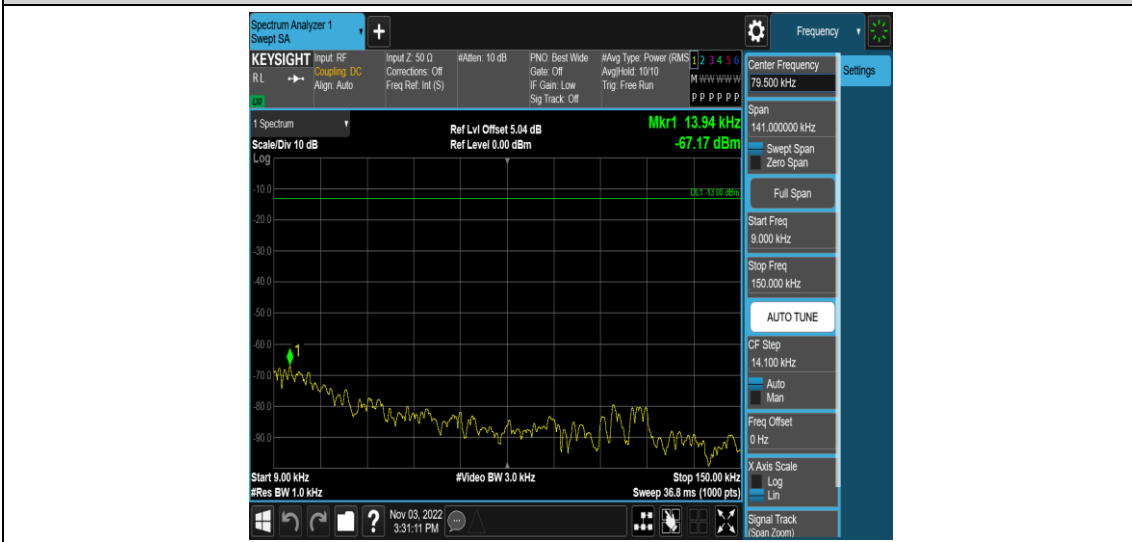 Spectrum Analyzer 1
Swept SA
+
Frequency
KEYSIGHT
RL
LXI
Input: RF
Coupling: DC
Align: Auto
Input Z: 50 Ω
Corrections: Off
Freq Ref: Int (S)
#Atten: 10 dB
PNO: Best Wide
Gate: Off
IF Gain: Low
Sig Track: Off
#Avg Type: Power (RMS
Avg|Hold: 10/10
Trig: Free Run
1 2 3 4 5 6
M W W W W W
P P P P P P
Center Frequency
79.500 kHz
Settings
Span
141.000000 kHz
Swept Span
Zero Span
Full Span
Start Freq
9.000 kHz
Stop Freq
150.000 kHz
AUTO TUNE
CF Step
14.100 kHz
Auto
Man
Freq Offset
0 Hz
X Axis Scale
Log
Lin
Signal Track
(Span Zoom)
1 Spectrum
Scale/Div 10 dB
Log
Ref Lvl Offset 5.04 dB
Ref Level 0.00 dBm
Mkr1 13.94 kHz
-67.17 dBm
DL1 -13.00 dBm
-10.0
-20.0
-30.0
-40.0
-50.0
-60.0
-70.0
-80.0
-90.0
1
Start 9.00 kHz
#Res BW 1.0 kHz
#Video BW 3.0 kHz
Stop 150.00 kHz
Sweep 36.8 ms (1000 pts)
?
Nov 03, 2022
3:31:11 PM